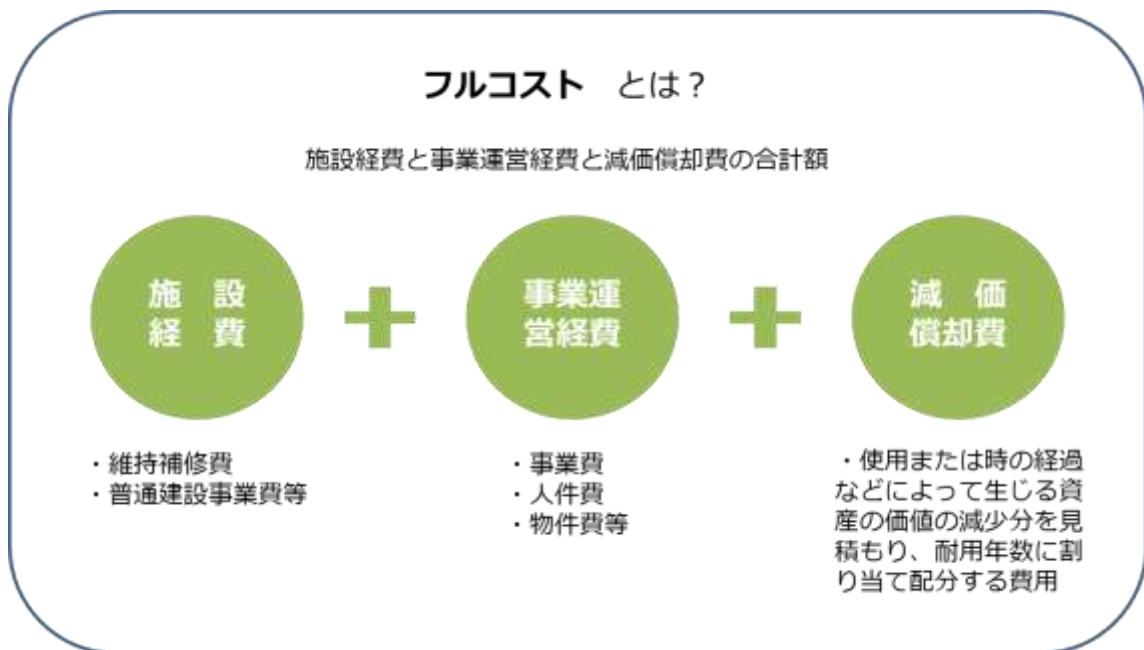 フルコスト とは？
施設経費と事業運営経費と減価償却費の合計額
施 設
経 費
事業運
営経費
減 価
償却費
・維持補修費
・普通建設事業費等
・事業費
・人件費
・物件費等
・使用または時の経過
などによって生じる資
産の価値の減少分を見
積もり、耐用年数に割
り当て配分する費用